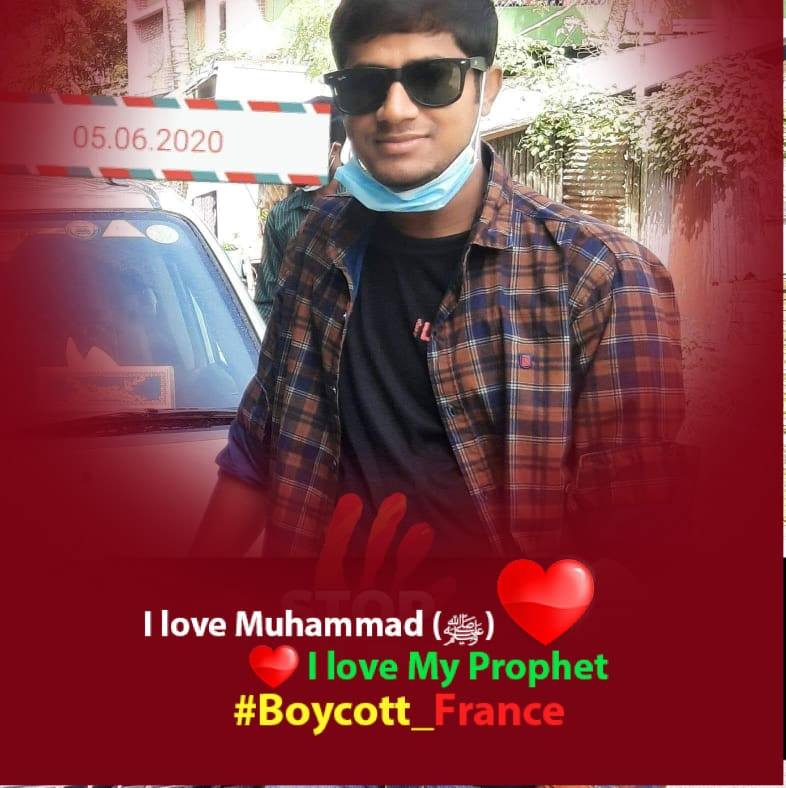 05.06.2020
STOP
I love Muhammad (ﷺ)
I love My Prophet
#Boycott_France